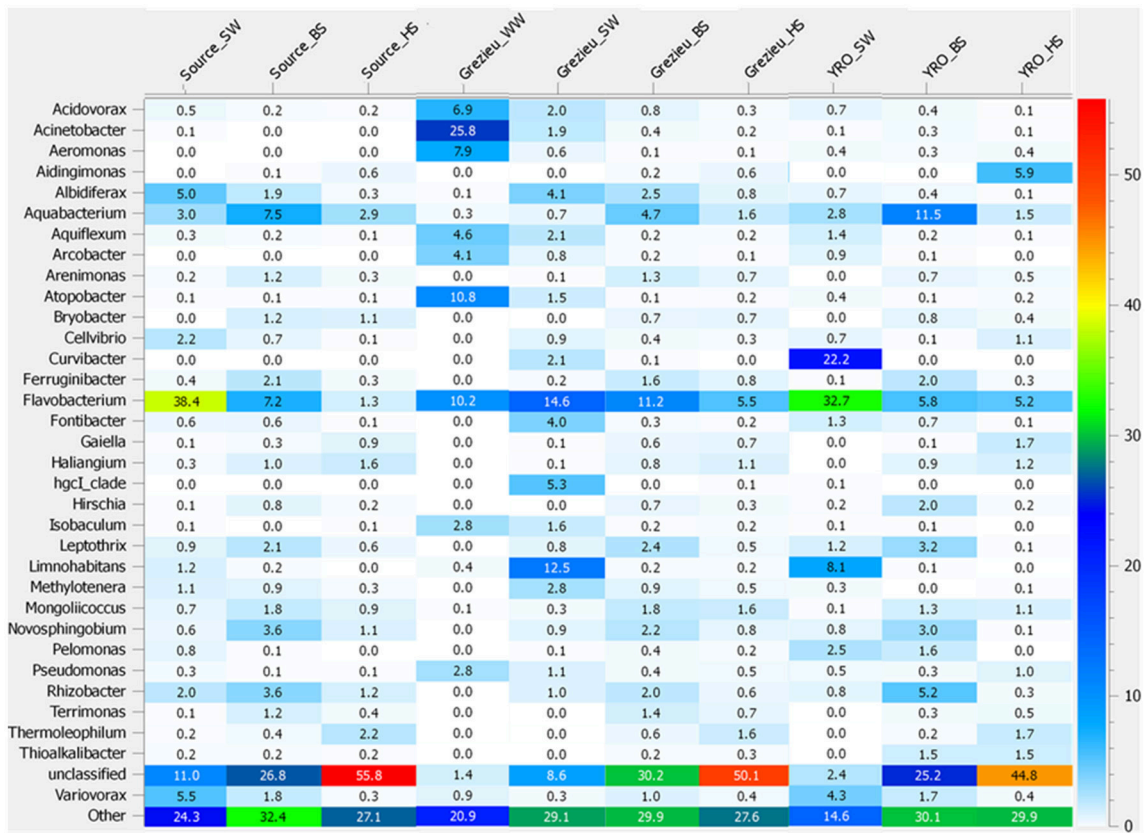 Source_SW Source_BS Source_HS Grezieu_WW Grezieu_SW Grezieu_BS Grezieu_HS YRO_SW YRO_BS YRO_HS
Acidovorax 0.5 0.2 0.2 6.9 2.0 0.8 0.3 0.7 0.4 0.1
Acinetobacter 0.1 0.0 0.0 25.8 1.9 0.4 0.2 0.1 0.3 0.1
Aeromonas 0.0 0.0 0.0 7.9 0.6 0.1 0.1 0.4 0.3 0.4
Aidingimonas 0.0 0.1 0.6 0.0 0.0 0.2 0.6 0.0 0.0 5.9
Albidiferax 5.0 1.9 0.3 0.1 4.1 2.5 0.8 0.7 0.4 0.1
Aquabacterium 3.0 7.5 2.9 0.3 0.7 4.7 1.6 2.8 11.5 1.5
Aquiflexum 0.3 0.2 0.1 4.6 2.1 0.2 0.2 1.4 0.2 0.1
Arcobacter 0.0 0.0 0.0 4.1 0.8 0.2 0.1 0.9 0.1 0.0
Arenimonas 0.2 1.2 0.3 0.0 0.1 1.3 0.7 0.0 0.7 0.5
Atopobacter 0.1 0.1 0.1 10.8 1.5 0.1 0.2 0.4 0.1 0.2
Bryobacter 0.0 1.2 1.1 0.0 0.0 0.7 0.7 0.0 0.8 0.4
Cellvibrio 2.2 0.7 0.1 0.0 0.9 0.4 0.3 0.7 0.1 1.1
Curvibacter 0.0 0.0 0.0 0.0 2.1 0.1 0.0 22.2 0.0 0.0
Ferruginibacter 0.4 2.1 0.3 0.0 0.2 1.6 0.8 0.1 2.0 0.3
Flavobacterium 38.4 7.2 1.3 10.2 14.6 11.2 5.5 32.7 5.8 5.2
Fontibacter 0.6 0.6 0.1 0.0 4.0 0.3 0.2 1.3 0.7 0.1
Gaiella 0.1 0.3 0.9 0.0 0.1 0.6 0.7 0.0 0.1 1.7
Haliangium 0.3 1.0 1.6 0.0 0.1 0.8 1.1 0.0 0.9 1.2
hgcI_clade 0.0 0.0 0.0 0.0 5.3 0.0 0.1 0.1 0.0 0.0
Hirschia 0.1 0.8 0.2 0.0 0.0 0.7 0.3 0.2 2.0 0.2
Isobaculum 0.1 0.0 0.1 2.8 1.6 0.2 0.2 0.1 0.1 0.0
Leptothrix 0.9 2.1 0.6 0.0 0.8 2.4 0.5 1.2 3.2 0.1
Limnohabitans 1.2 0.2 0.0 0.4 12.5 0.2 0.2 8.1 0.1 0.0
Methylotenera 1.1 0.9 0.3 0.0 2.8 0.9 0.5 0.3 0.0 0.1
Mongoliicoccus 0.7 1.8 0.9 0.1 0.3 1.8 1.6 0.1 1.3 1.1
Novosphingobium 0.6 3.6 1.1 0.0 0.9 2.2 0.8 0.8 3.0 0.1
Pelomonas 0.8 0.1 0.0 0.0 0.1 0.4 0.2 2.5 1.6 0.0
Pseudomonas 0.3 0.1 0.1 2.8 1.1 0.4 0.5 0.5 0.3 1.0
Rhizobacter 2.0 3.6 1.2 0.0 1.0 2.0 0.6 0.8 5.2 0.3
Terrimonas 0.1 1.2 0.4 0.0 0.0 1.4 0.7 0.0 0.3 0.5
Thermoleophilum 0.2 0.4 2.2 0.0 0.0 0.6 1.6 0.0 0.2 1.7
Thioalkalibacter 0.2 0.2 0.2 0.0 0.0 0.2 0.3 0.0 1.5 1.5
unclassified 11.0 26.8 55.8 1.4 8.6 30.2 50.1 2.4 25.2 44.8
Variovorax 5.5 1.8 0.3 0.9 0.3 1.0 0.4 4.3 1.7 0.4
Other 24.3 32.4 27.1 20.9 29.1 29.9 27.6 14.6 30.1 29.9
50
40
30
20
10
0